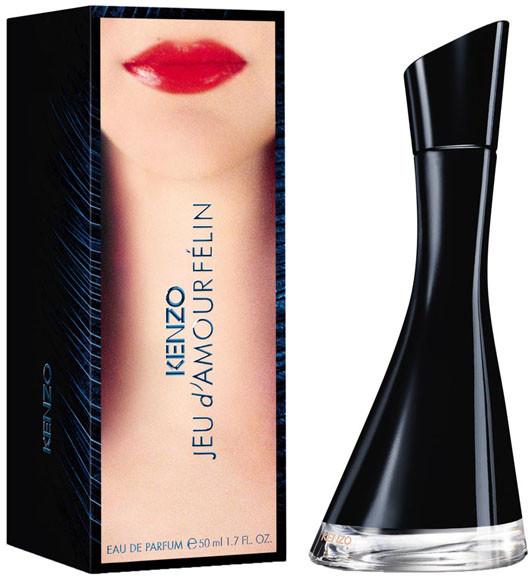 KENZO
KENZO
JEU d'AMOUR FÉLIN
EAU DE PARFUM e 50 ml 1.7 FL. OZ.
KENZO